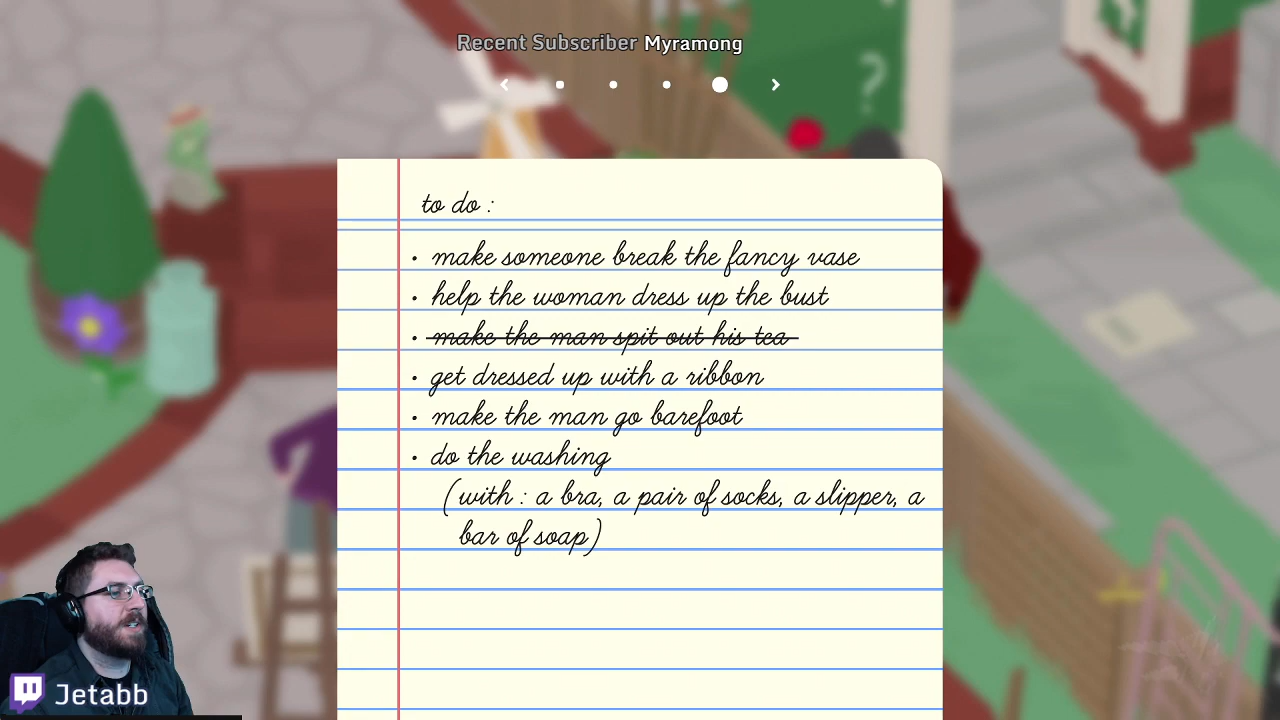 Recent Subscriber Myramong
?
to do :
• make someone break the fancy vase
• help the woman dress up the bust
• make the man spit out his tea
• get dressed up with a ribbon
• make the man go barefoot
• do the washing
(with : a bra, a pair of socks, a slipper, a
bar of soap)
Jetabb